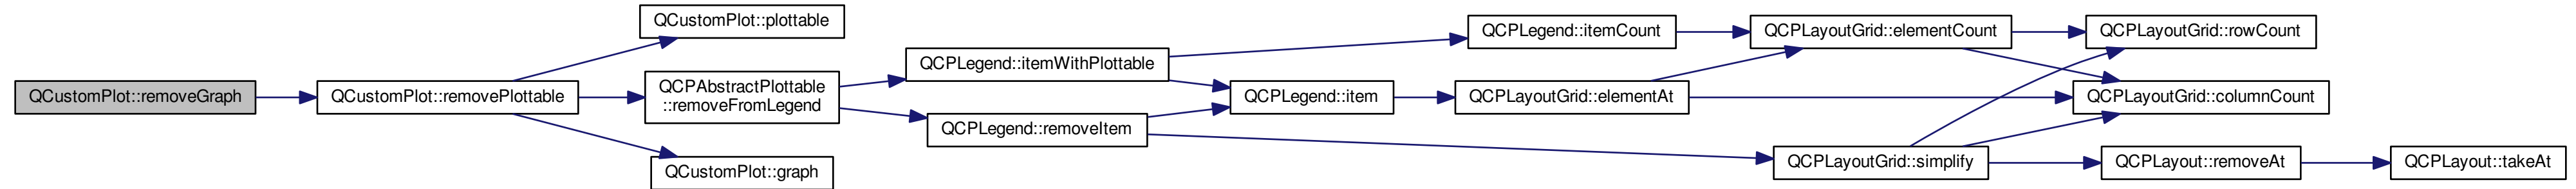 QCustomPlot::removeGraph
QCustomPlot::removePlottable
QCustomPlot::plottable
QCPAbstractPlottable
::removeFromLegend
QCustomPlot::graph
QCPLegend::itemWithPlottable
QCPLegend::removeItem
QCPLegend::item
QCPLegend::itemCount
QCPLayoutGrid::elementAt
QCPLayoutGrid::elementCount
QCPLayoutGrid::simplify
QCPLayoutGrid::rowCount
QCPLayoutGrid::columnCount
QCPLayout::removeAt
QCPLayout::takeAt